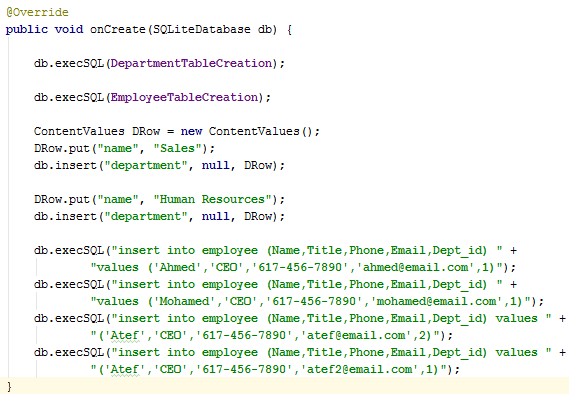 @Override
public void onCreate(SQLiteDatabase db) {
db.execSQL(DepartmentTableCreation);
db.execSQL(EmployeeTableCreation);
ContentValues DRow = new ContentValues();
DRow.put("name", "Sales");
db.insert("department", null, DRow);
DRow.put("name", "Human Resources");
db.insert("department", null, DRow);
db.execSQL("insert into employee (Name,Title,Phone,Email,Dept_id) " +
"values ('Ahmed','CEO','617-456-7890','ahmed@email.com',1)");
db.execSQL("insert into employee (Name,Title,Phone,Email,Dept_id) " +
"values ('Mohamed','CEO','617-456-7890','mohamed@email.com',1)");
db.execSQL("insert into employee (Name,Title,Phone,Email,Dept_id) values " +
"('Atef','CEO','617-456-7890','atef@email.com',2)");
db.execSQL("insert into employee (Name,Title,Phone,Email,Dept_id) values " +
"('Atef','CEO','617-456-7890','atef2@email.com',1)");
}